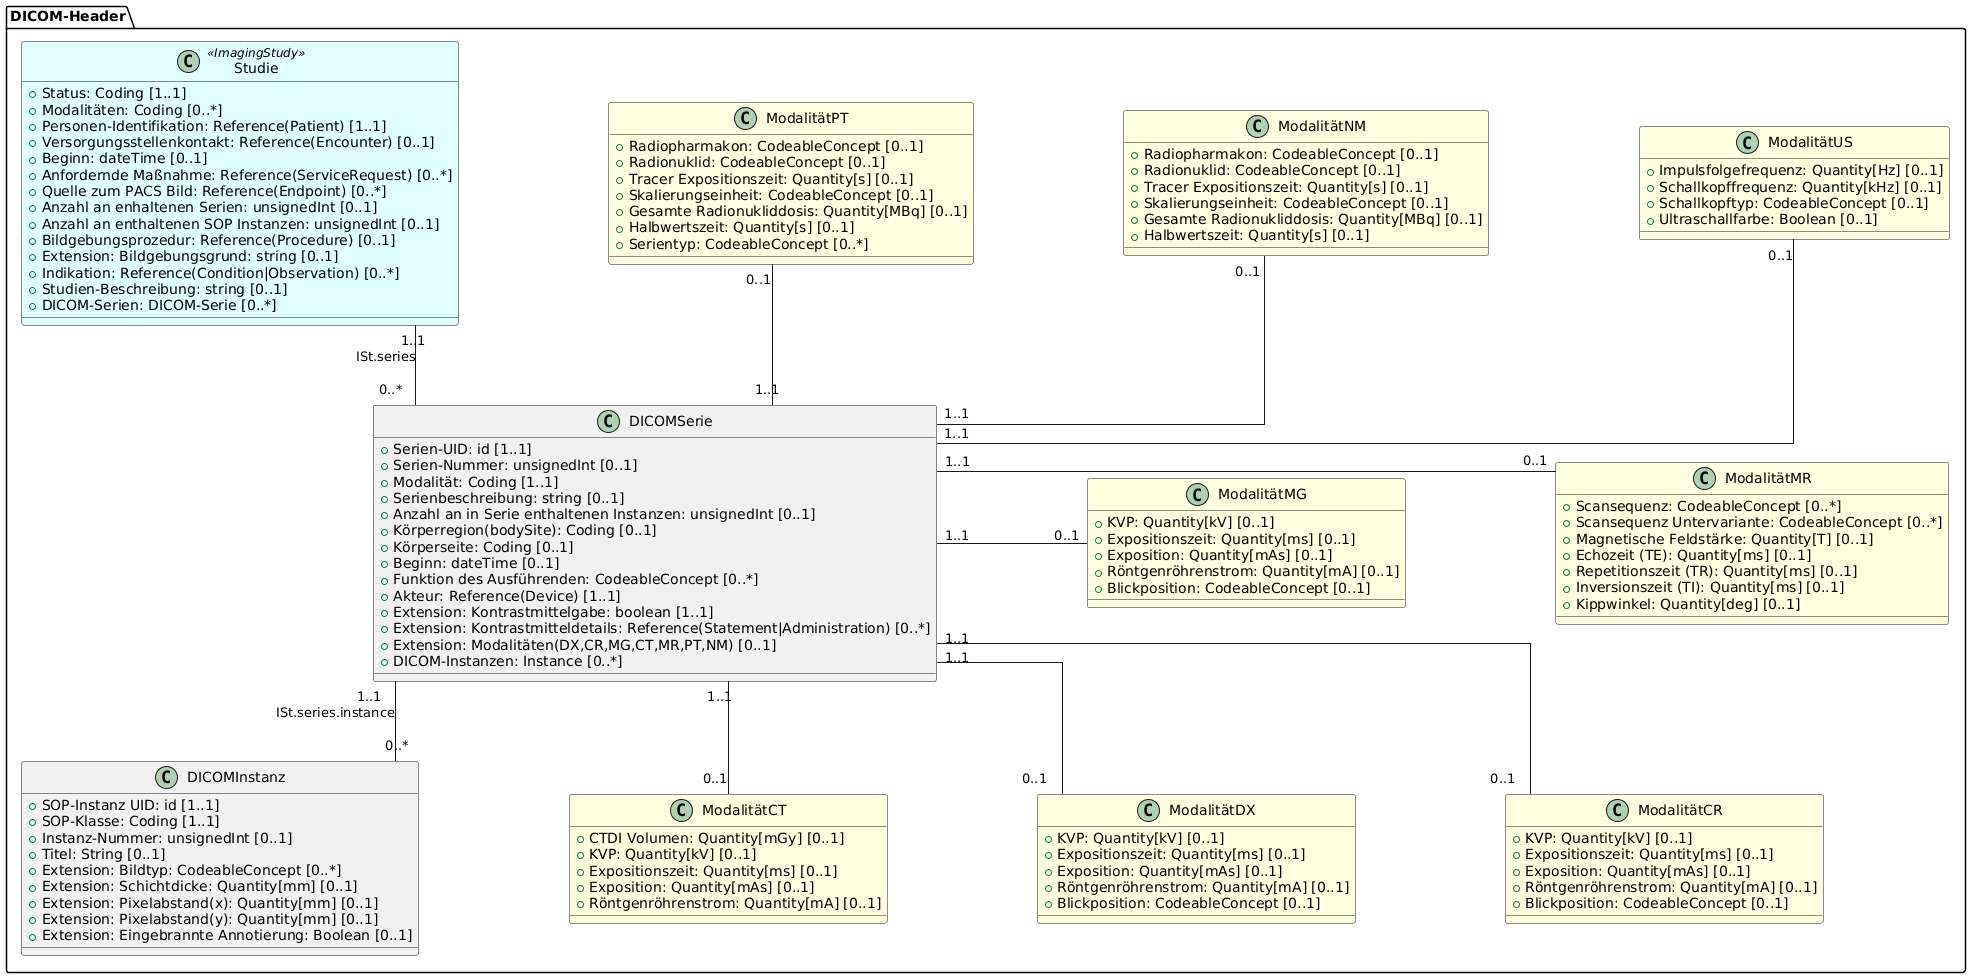 DICOM-Header
C
«ImagingStudy»
Studie
Status: Coding [1..1]
Modalitäten: Coding [0..*]
Personen-Identifikation: Reference(Patient) [1..1]
Versorgungsstellenkontakt: Reference(Encounter) [0..1]
Beginn: dateTime [0..1]
Anfordernde Maßnahme: Reference(ServiceRequest) [0..*]
Quelle zum PACS Bild: Reference(Endpoint) [0..*]
Anzahl an enhaltenen Serien: unsignedInt [0..1]
Anzahl an enthaltenen SOP Instanzen: unsignedInt [0..1]
Bildgebungsprozedur: Reference(Procedure) [0..1]
Extension: Bildgebungsgrund: string [0..1]
Indikation: Reference(Condition|Observation) [0..*]
Studien-Beschreibung: string [0..1]
DICOM-Serien: DICOM-Serie [0..*]
C ModalitätPT
Radiopharmakon: CodeableConcept [0..1]
Radionuklid: CodeableConcept [0..1]
Tracer Expositionszeit: Quantity[s] [0..1]
Skalierungseinheit: CodeableConcept [0..1]
Gesamte Radionukliddosis: Quantity[MBq] [0..1]
Halbwertszeit: Quantity[s] [0..1]
Serientyp: CodeableConcept [0..*]
C ModalitätNM
Radiopharmakon: CodeableConcept [0..1]
Radionuklid: CodeableConcept [0..1]
Tracer Expositionszeit: Quantity[s] [0..1]
Skalierungseinheit: CodeableConcept [0..1]
Gesamte Radionukliddosis: Quantity[MBq] [0..1]
Halbwertszeit: Quantity[s] [0..1]
C ModalitätUS
Impulsfolgefrequenz: Quantity[Hz] [0..1]
Schallkopffrequenz: Quantity[kHz] [0..1]
Schallkopftyp: CodeableConcept [0..1]
Ultraschallfarbe: Boolean [0..1]
1..1
ISt.series
0..*
0..1
1..1
0..1
1..1
0..1
1..1
C DICOMSerie
Serien-UID: id [1..1]
Serien-Nummer: unsignedInt [0..1]
Modalität: Coding [1..1]
Serienbeschreibung: string [0..1]
Anzahl an in Serie enthaltenen Instanzen: unsignedInt [0..1]
Körperregion(bodySite): Coding [0..1]
Körperseite: Coding [0..1]
Beginn: dateTime [0..1]
Funktion des Ausführenden: CodeableConcept [0..*]
Akteur: Reference(Device) [1..1]
Extension: Kontrastmittelgabe: boolean [1..1]
Extension: Kontrastmitteldetails: Reference(Statement|Administration) [0..*]
Extension: Modalitäten(DX,CR,MG,CT,MR,PT,NM) [0..1]
DICOM-Instanzen: Instance [0..*]
1..1
0..1
1..1
0..1
C ModalitätMG
KVP: Quantity[kV] [0..1]
Expositionszeit: Quantity[ms] [0..1]
Exposition: Quantity[mAs] [0..1]
Röntgenröhrenstrom: Quantity[mA] [0..1]
Blickposition: CodeableConcept [0..1]
C ModalitätMR
Scansequenz: CodeableConcept [0..*]
Scansequenz Untervariante: CodeableConcept [0..*]
Magnetische Feldstärke: Quantity[T] [0..1]
Echozeit (TE): Quantity[ms] [0..1]
Repetitionszeit (TR): Quantity[ms] [0..1]
Inversionszeit (TI): Quantity[ms] [0..1]
Kippwinkel: Quantity[deg] [0..1]
1..1
1..1
1..1
ISt.series.instance
0..*
1..1
0..1
0..1
0..1
C DICOMInstanz
SOP-Instanz UID: id [1..1]
SOP-Klasse: Coding [1..1]
Instanz-Nummer: unsignedInt [0..1]
Titel: String [0..1]
Extension: Bildtyp: CodeableConcept [0..*]
Extension: Schichtdicke: Quantity[mm] [0..1]
Extension: Pixelabstand(x): Quantity[mm] [0..1]
Extension: Pixelabstand(y): Quantity[mm] [0..1]
Extension: Eingebrannte Annotierung: Boolean [0..1]
C ModalitätCT
CTDI Volumen: Quantity[mGy] [0..1]
KVP: Quantity[kV] [0..1]
Expositionszeit: Quantity[ms] [0..1]
Exposition: Quantity[mAs] [0..1]
Röntgenröhrenstrom: Quantity[mA] [0..1]
C ModalitätDX
KVP: Quantity[kV] [0..1]
Expositionszeit: Quantity[ms] [0..1]
Exposition: Quantity[mAs] [0..1]
Röntgenröhrenstrom: Quantity[mA] [0..1]
Blickposition: CodeableConcept [0..1]
C ModalitätCR
KVP: Quantity[kV] [0..1]
Expositionszeit: Quantity[ms] [0..1]
Exposition: Quantity[mAs] [0..1]
Röntgenröhrenstrom: Quantity[mA] [0..1]
Blickposition: CodeableConcept [0..1]